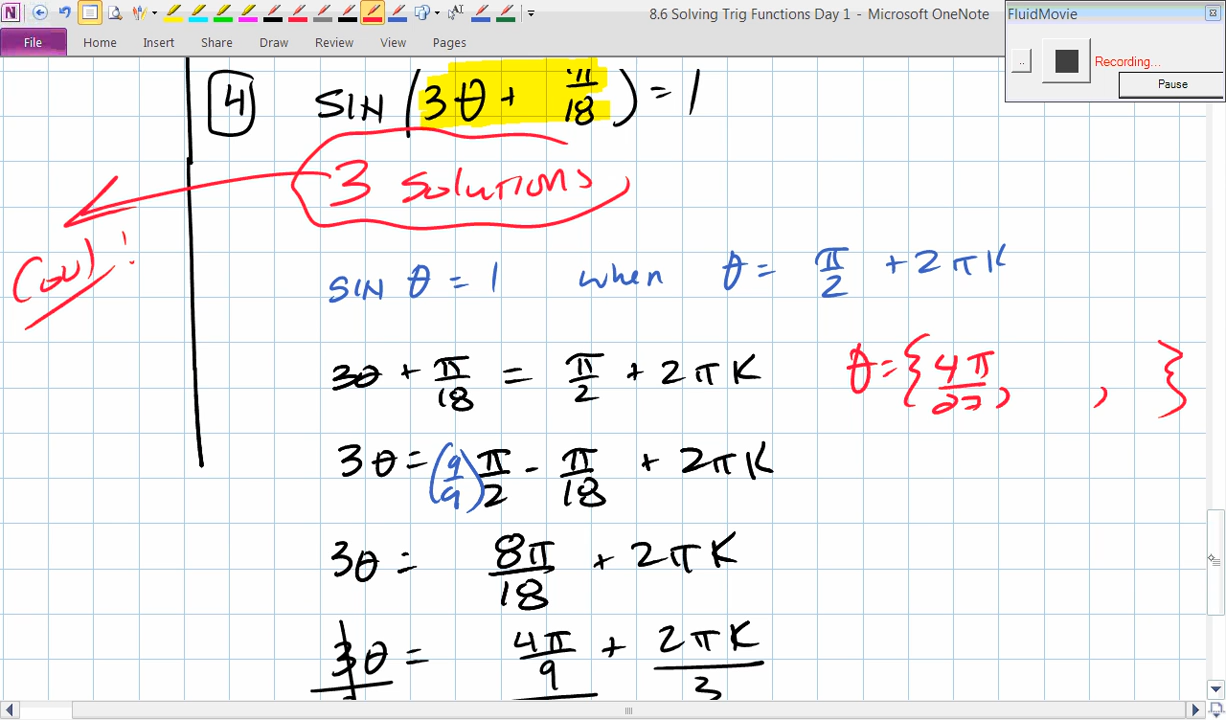 8.6 Solving Trig Functions Day 1 - Microsoft OneNote
FluidMovie
File Home Insert Share Draw Review View Pages
.. Recording...
Pause
4 SIN (3θ + π/18) = 1
3 Solutions
SIN θ = 1 when θ = π/2 + 2πK
3θ + π/18 = π/2 + 2πK
θ = { 4π/27, , }
3θ = (9/9) π/2 - π/18 + 2πK
3θ = 8π/18 + 2πK
3θ = 4π/9 + 2πK
3